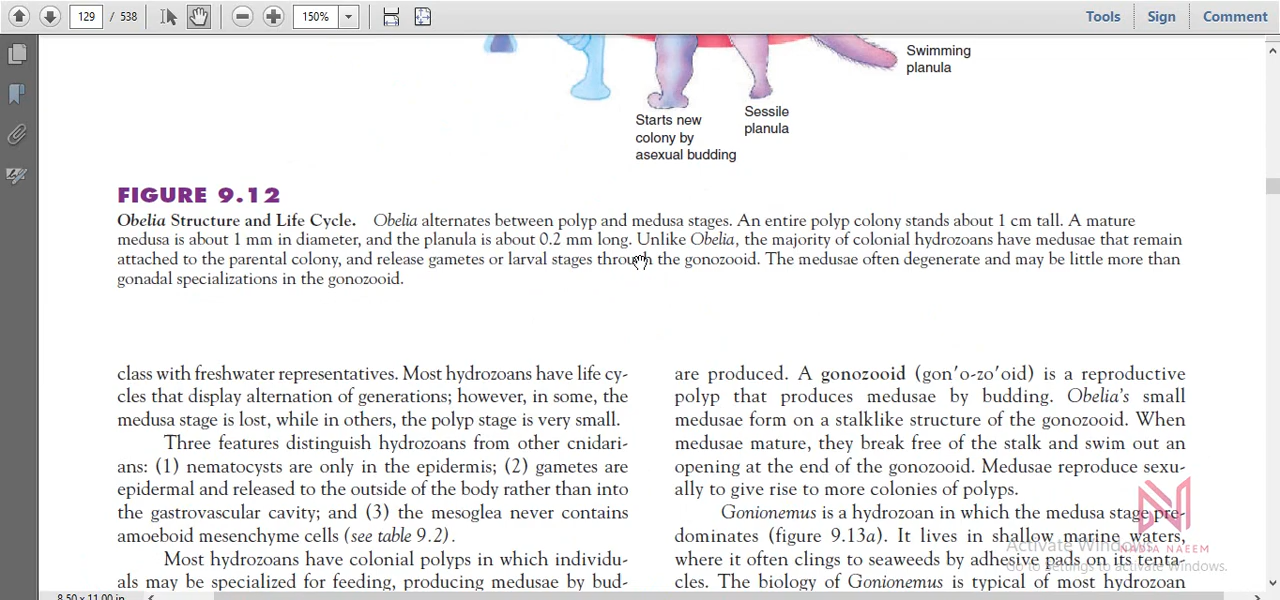 129 / 538
150%
Tools
Sign
Comment
Swimming
planula
Sessile
planula
Starts new
colony by
asexual budding
FIGURE 9.12
Obelia Structure and Life Cycle. Obelia alternates between polyp and medusa stages. An entire polyp colony stands about 1 cm tall. A mature
medusa is about 1 mm in diameter, and the planula is about 0.2 mm long. Unlike Obelia, the majority of colonial hydrozoans have medusae that remain
attached to the parental colony, and release gametes or larval stages through the gonozooid. The medusae often degenerate and may be little more than
gonadal specializations in the gonozooid.
class with freshwater representatives. Most hydrozoans have life cy-
cles that display alternation of generations; however, in some, the
medusa stage is lost, while in others, the polyp stage is very small.
Three features distinguish hydrozoans from other cnidari-
ans: (1) nematocysts are only in the epidermis; (2) gametes are
epidermal and released to the outside of the body rather than into
the gastrovascular cavity; and (3) the mesoglea never contains
amoeboid mesenchyme cells (see table 9.2).
Most hydrozoans have colonial polyps in which individu-
als may be specialized for feeding, producing medusae by bud-
are produced. A gonozooid (gon′o-zo′oid) is a reproductive
polyp that produces medusae by budding. Obelia's small
medusae form on a stalklike structure of the gonozooid. When
medusae mature, they break free of the stalk and swim out an
opening at the end of the gonozooid. Medusae reproduce sexu-
ally to give rise to more colonies of polyps.
Gonionemus is a hydrozoan in which the medusa stage pre-
dominates (figure 9.13a). It lives in shallow marine waters,
where it often clings to seaweeds by adhesive pads on its tenta-
cles. The biology of Gonionemus is typical of most hydrozoan
NADIA NAEEM
Activate Windows
Go to Settings to activate Windows.
8.50 x 11.00 in